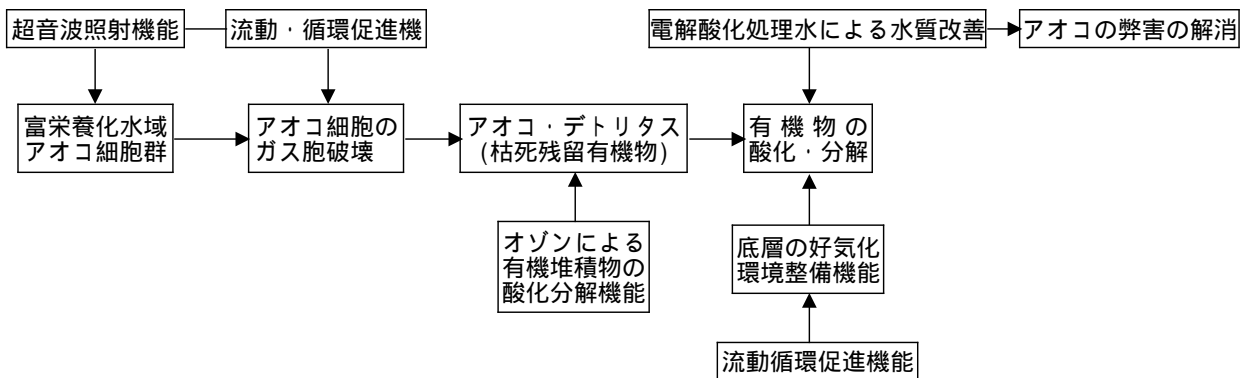 超音波照射機能
流動・循環促進機
電解酸化処理水による水質改善
アオコの弊害の解消
富栄養化水域
アオコ細胞群
アオコ細胞の
ガス胞破壊
アオコ・デトリタス
(枯死残留有機物)
有機物の
酸化・分解
オゾンによる
有機堆積物の
酸化分解機能
底層の好気化
環境整備機能
流動循環促進機能